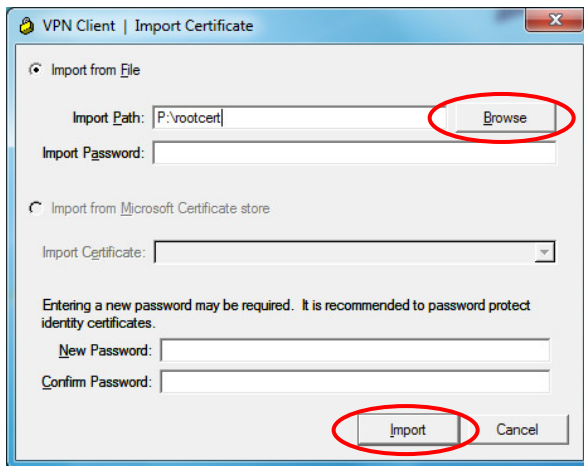 VPN Client | Import Certificate
Import from File
Import Path: P:\rootcert Browse
Import Password:
Import from Microsoft Certificate store
Import Certificate:
Entering a new password may be required. It is recommended to password protect
identity certificates.
New Password:
Confirm Password:
Import Cancel